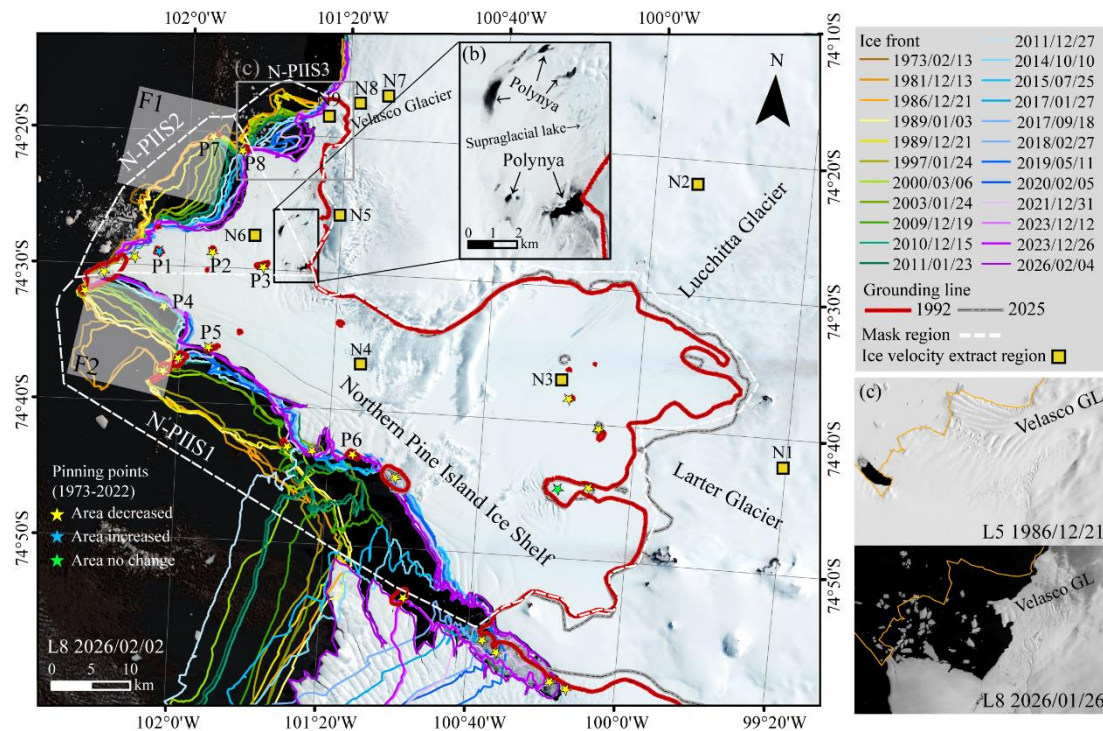 102°0'W 101°20'W 100°40'W 100°0'W
74°10'S
74°20'S
74°30'S
74°40'S
74°50'S
74°20'S
74°30'S
74°40'S
74°50'S
N-PIIS3
(c)
F1
N-PIIS2
N9
N8
N7
Velasco Glacier
P7
P8
(b)
Polynya
Supraglacial lake→
Polynya
0 1 2
km
N
N2
Lucchitta Glacier
N5
N6
P1
P2
P3
P4
P5
F2
N4
N3
Northern Pine Island Ice Shelf
N-PIIS1
P6
N1
Larter Glacier
Pinning points
(1973-2022)
Area decreased
Area increased
Area no change
L8 2026/02/02
0 5 10
km
102°0'W 101°20'W 100°40'W 100°0'W 99°20'W
Ice front
1973/02/13
1981/12/13
1986/12/21
1989/01/03
1989/12/21
1997/01/24
2000/03/06
2003/01/24
2009/12/19
2010/12/15
2011/01/23
2011/12/27
2014/10/10
2015/07/25
2017/01/27
2017/09/18
2018/02/27
2019/05/11
2020/02/05
2021/12/31
2023/12/12
2023/12/26
2026/02/04
Grounding line
1992 2025
Mask region
Ice velocity extract region
(c)
Velasco GL
L5 1986/12/21
Velasco GL
L8 2026/01/26